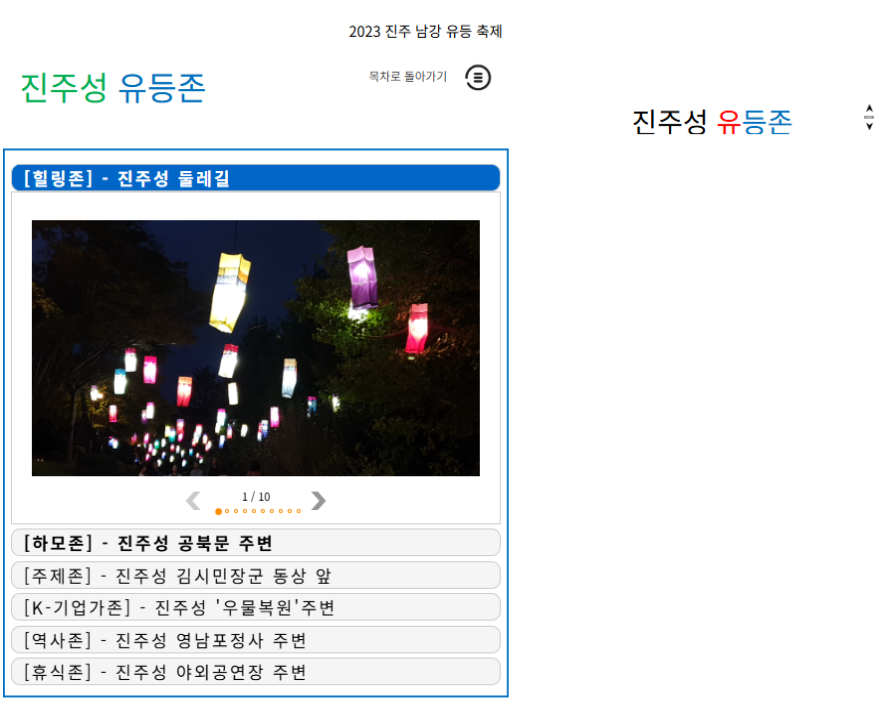 2023 진주 남강 유등 축제
목차로 돌아가기
진주성 유등존
진주성 유등존
[힐링존] - 진주성 둘레길
1 / 10
[하모존] - 진주성 공북문 주변
[주제존] - 진주성 김시민장군 동상 앞
[K-기업가존] - 진주성 '우물복원'주변
[역사존] - 진주성 영남포정사 주변
[휴식존] - 진주성 야외공연장 주변